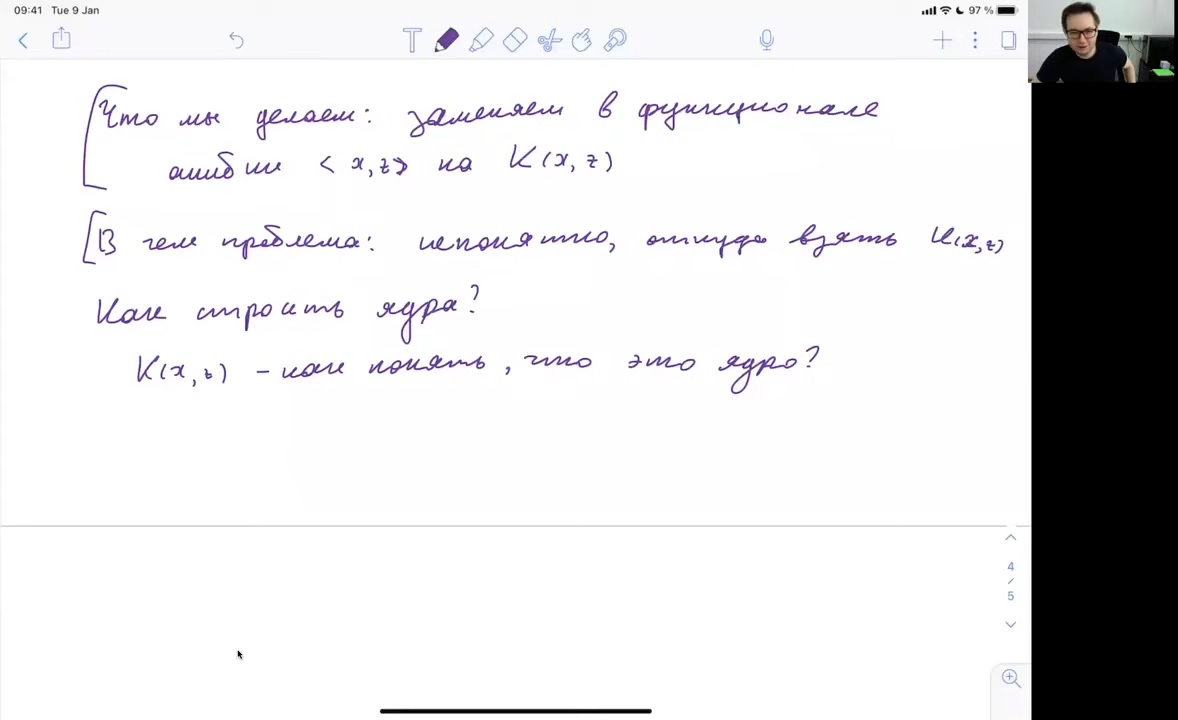 09:41 Tue 9 Jan
97 %
Что мы делаем: заменяем в функционале
ошибки < x, z > на K(x, z)
В чем проблема: непонятно, откуда взять K(x, z)
Как строить ядра?
K(x, z) – как понять, что это ядро?
4
/
5